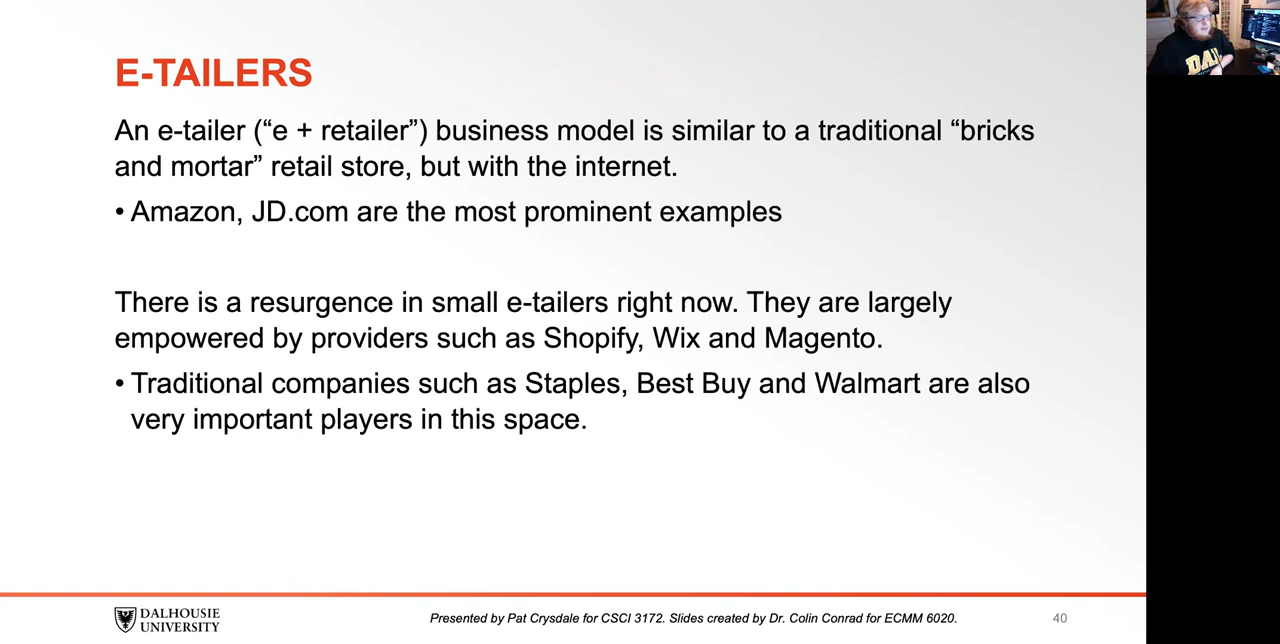 E-TAILERS
An e-tailer (“e + retailer”) business model is similar to a traditional “bricks
and mortar” retail store, but with the internet.
• Amazon, JD.com are the most prominent examples
There is a resurgence in small e-tailers right now. They are largely
empowered by providers such as Shopify, Wix and Magento.
• Traditional companies such as Staples, Best Buy and Walmart are also
very important players in this space.
DALHOUSIE
UNIVERSITY
Presented by Pat Crysdale for CSCI 3172. Slides created by Dr. Colin Conrad for ECMM 6020.
40
DAL